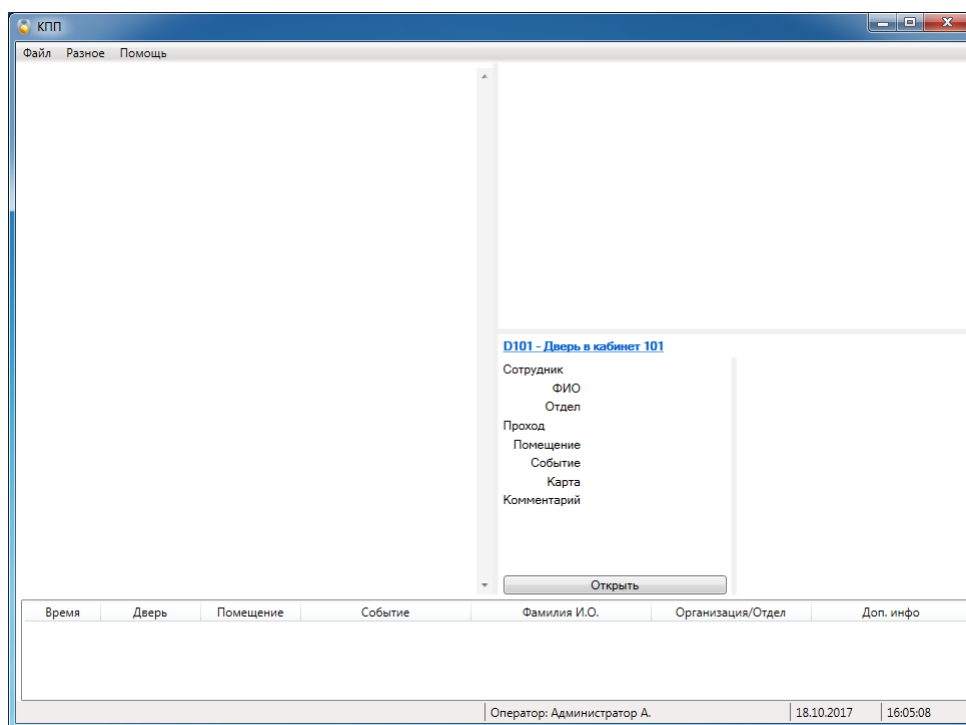 КПП
Файл Разное Помощь
D101 - Дверь в кабинет 101
Сотрудник
ФИО
Отдел
Проход
Помещение
Событие
Карта
Комментарий
Открыть
Время Дверь Помещение Событие Фамилия И.О. Организация/Отдел Доп. инфо
Оператор: Администратор А. 18.10.2017 16:05:08